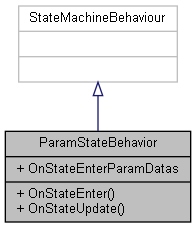 StateMachineBehaviour
ParamStateBehavior
+ OnStateEnterParamDatas
+ OnStateEnter()
+ OnStateUpdate()